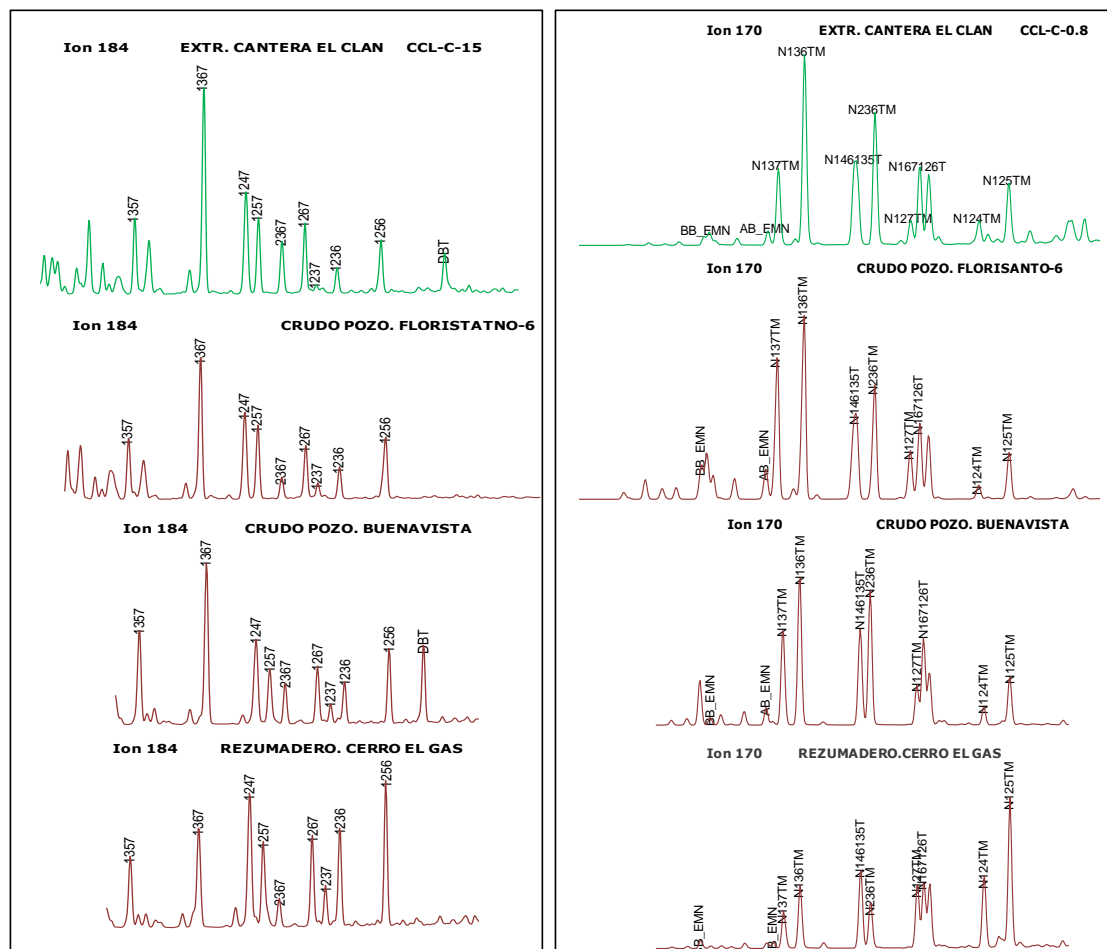 Ion 184 EXTR. CANTERA EL CLAN CCL-C-15
1357
1367
1247
1257
2367
1267
1237
1236
1256
DBT
Ion 184 CRUDO POZO. FLORISTATNO-6
1357
1367
1247
1257
2367
1267
1237
1236
1256
Ion 184 CRUDO POZO. BUENAVISTA
1357
1367
1247
1257
2367
1267
1237
1236
1256
DBT
Ion 184 REZUMADERO. CERRO EL GAS
1357
1367
1247
1257
2367
1267
1237
1236
1256
Ion 170 EXTR. CANTERA EL CLAN CCL-C-0.8
BB_EMN
AB_EMN
N137TM
N136TM
N146135T
N236TM
N127TM
N167126T
N124TM
N125TM
Ion 170 CRUDO POZO. FLORISANTO-6
BB_EMN
AB_EMN
N137TM
N136TM
N146135T
N236TM
N127TM
N167126T
N124TM
N125TM
Ion 170 CRUDO POZO. BUENAVISTA
BB_EMN
AB_EMN
N137TM
N136TM
N146135T
N236TM
N127TM
N167126T
N124TM
N125TM
Ion 170 REZUMADERO.CERRO EL GAS
BB_EMN
AB_EMN
N137TM
N136TM
N146135T
N236TM
N127TM
N167126T
N124TM
N125TM